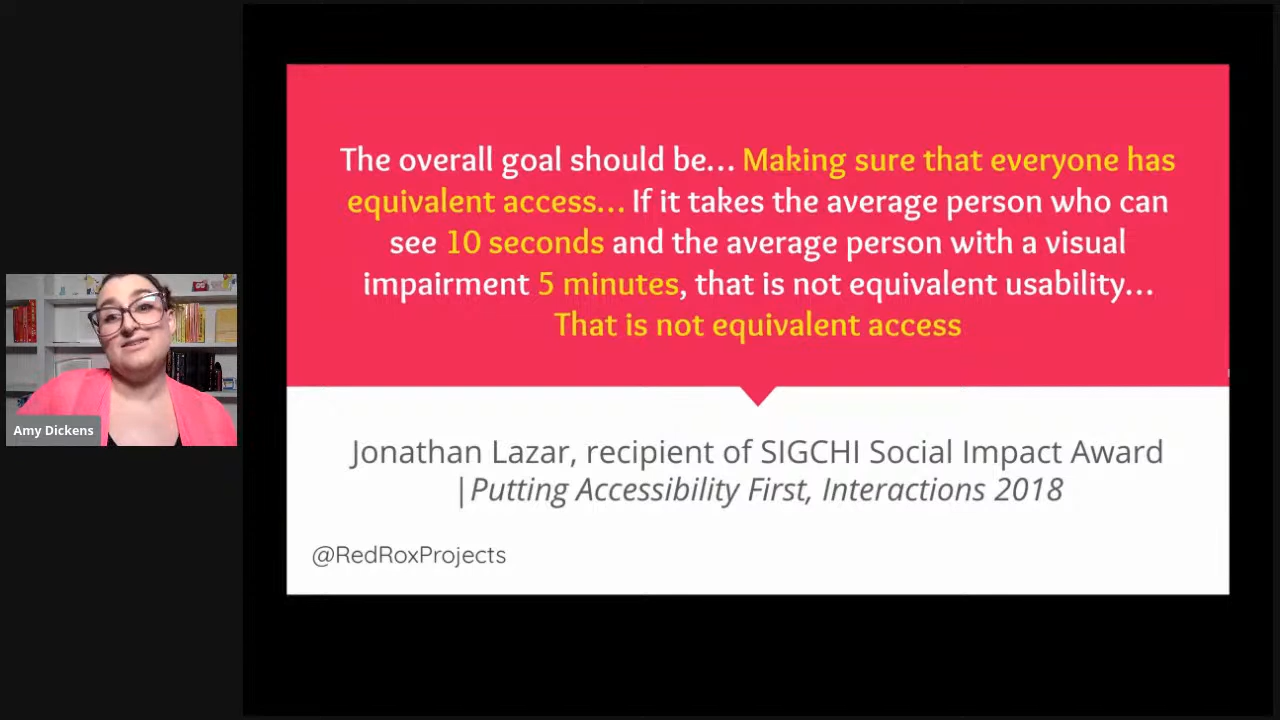 The overall goal should be... Making sure that everyone has
equivalent access... If it takes the average person who can
see 10 seconds and the average person with a visual
impairment 5 minutes, that is not equivalent usability...
That is not equivalent access
Jonathan Lazar, recipient of SIGCHI Social Impact Award
|Putting Accessibility First, Interactions 2018
@RedRoxProjects
Amy Dickens